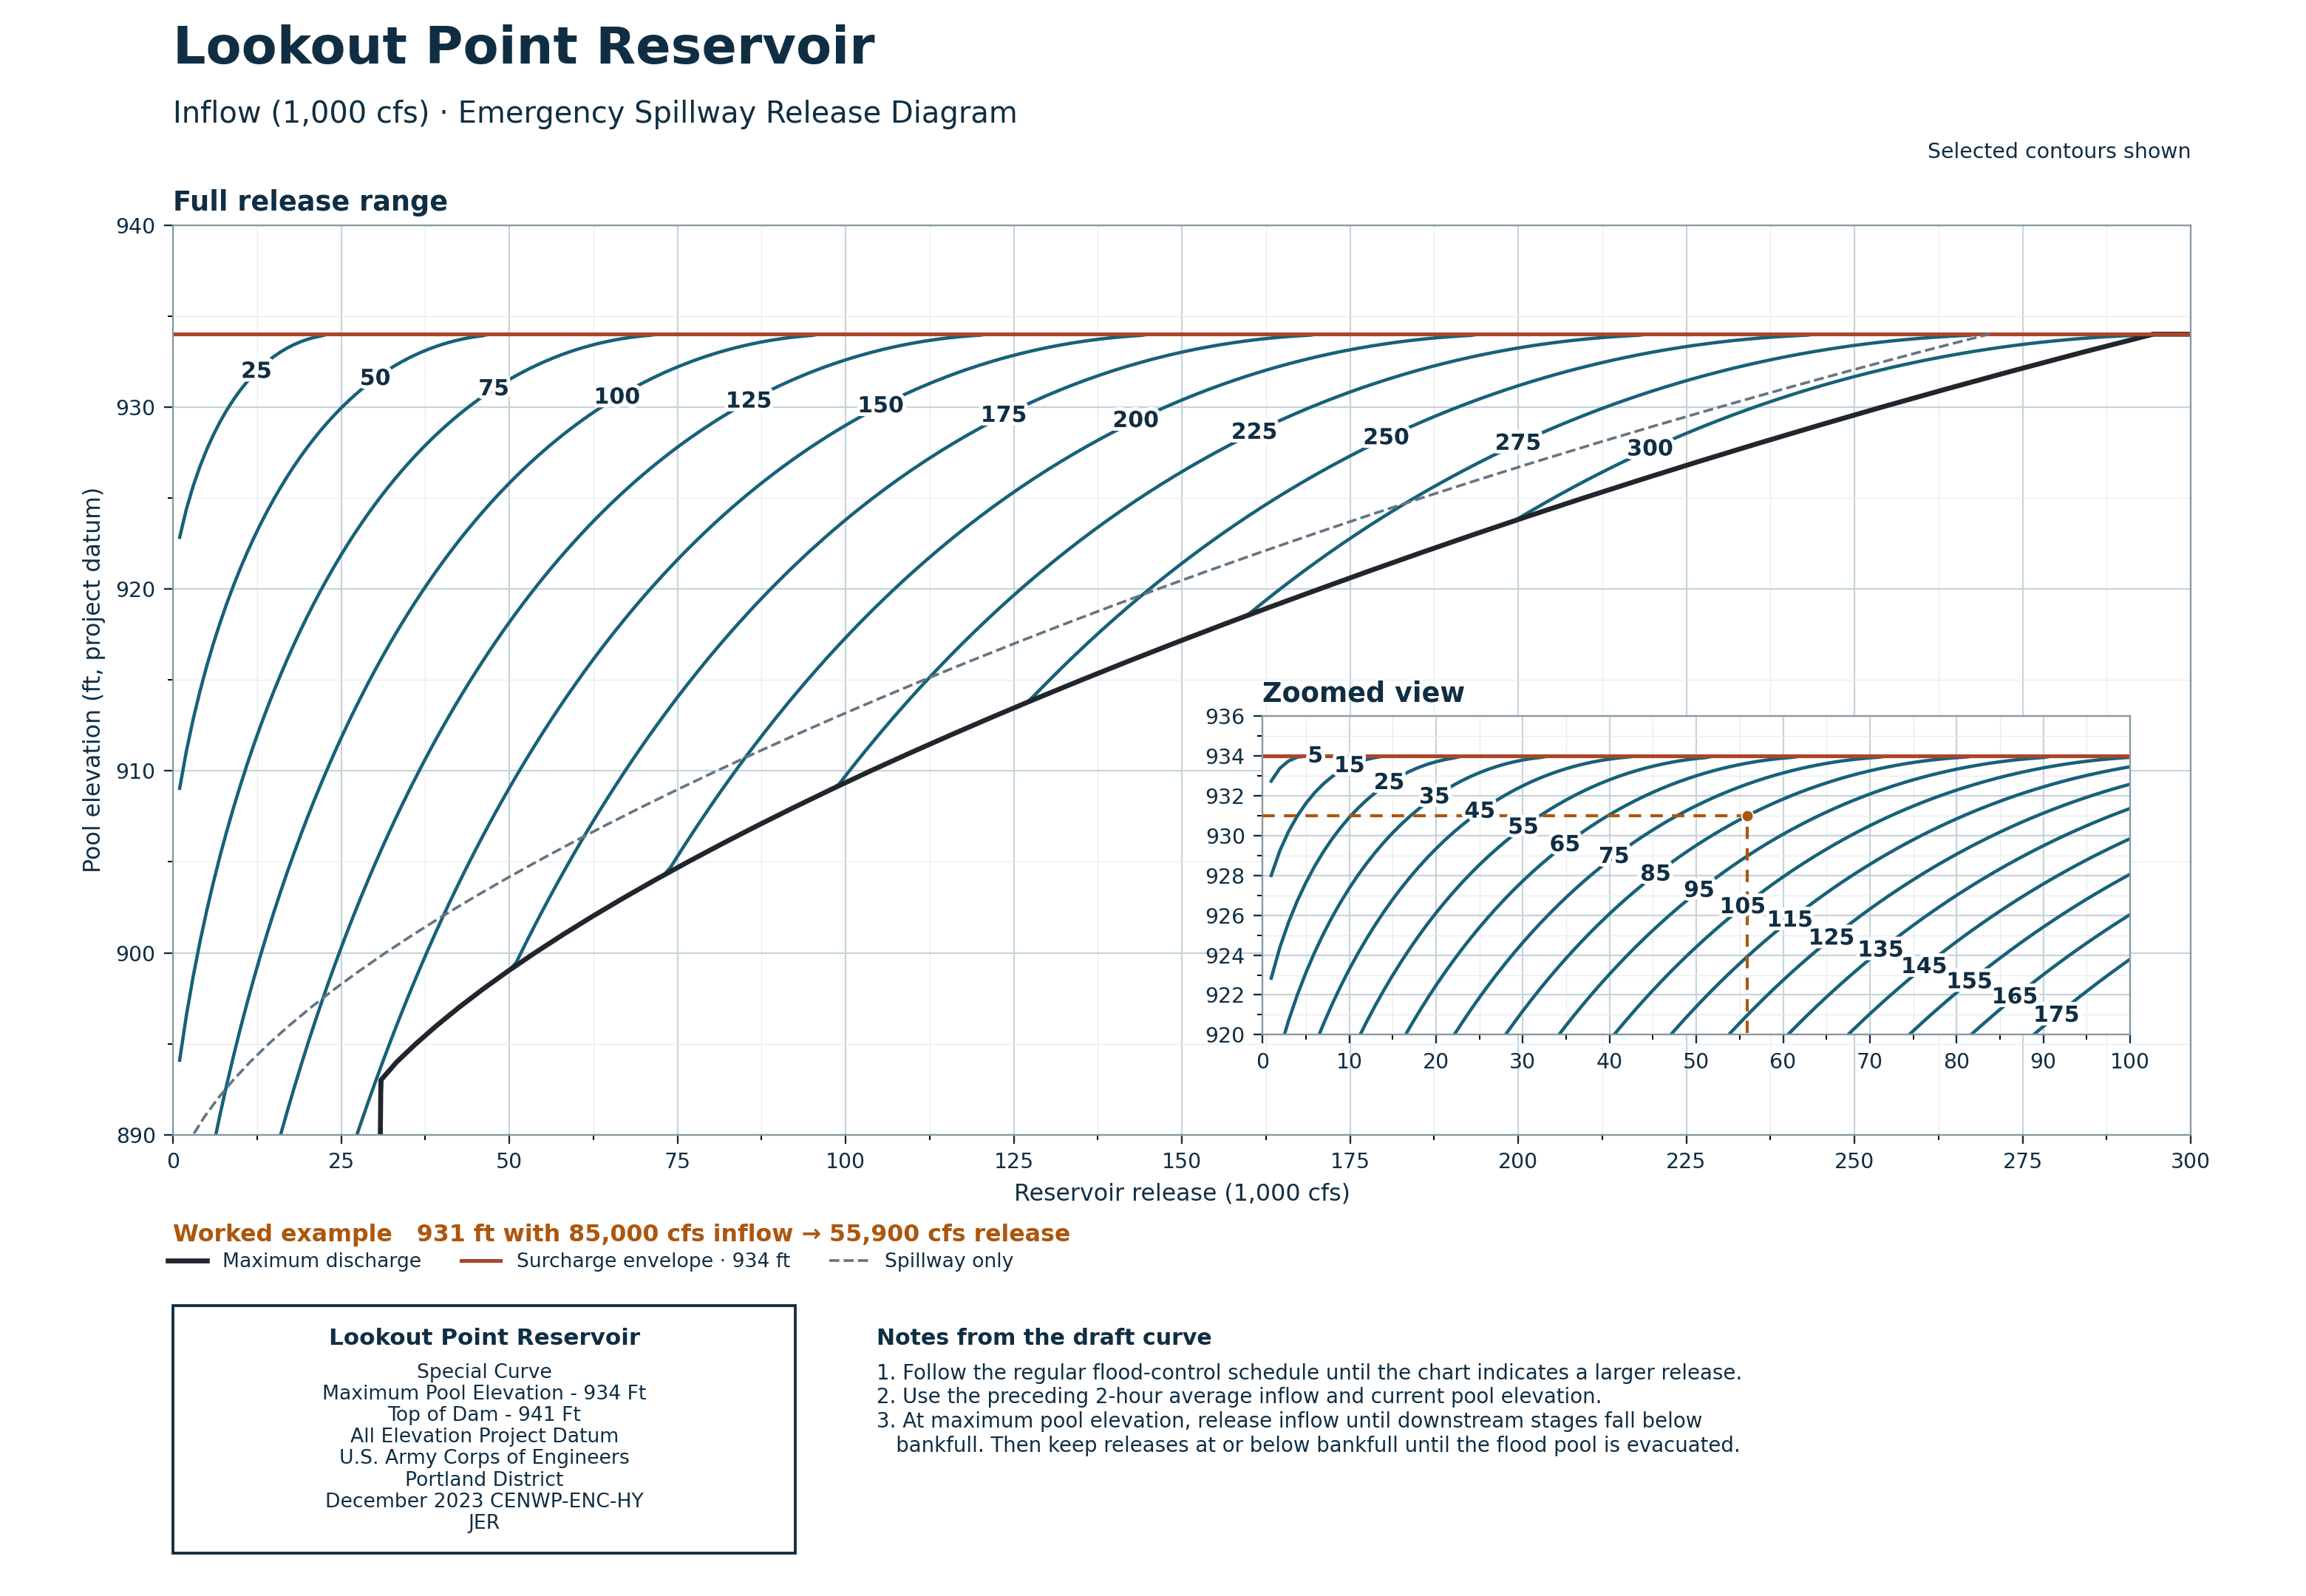 Lookout Point Reservoir
Inflow (1,000 cfs) · Emergency Spillway Release Diagram
Selected contours shown
Full release range
940
930
920
910
900
890
Pool elevation (ft, project datum)
25
50
75
100
125
150
175
200
225
250
275
300
Zoomed view
936
934
932
930
928
926
924
922
920
5
15
25
35
45
55
65
75
85
95
105
115
125
135
145
155
165
175
0 10 20 30 40 50 60 70 80 90 100
0 25 50 75 100 125 150 175 200 225 250 275 300
Reservoir release (1,000 cfs)
Worked example 931 ft with 85,000 cfs inflow → 55,900 cfs release
Maximum discharge Surcharge envelope · 934 ft Spillway only
Lookout Point Reservoir
Special Curve
Maximum Pool Elevation - 934 Ft
Top of Dam - 941 Ft
All Elevation Project Datum
U.S. Army Corps of Engineers
Portland District
December 2023 CENWP-ENC-HY
JER
Notes from the draft curve
1. Follow the regular flood-control schedule until the chart indicates a larger release.
2. Use the preceding 2-hour average inflow and current pool elevation.
3. At maximum pool elevation, release inflow until downstream stages fall below
bankfull. Then keep releases at or below bankfull until the flood pool is evacuated.